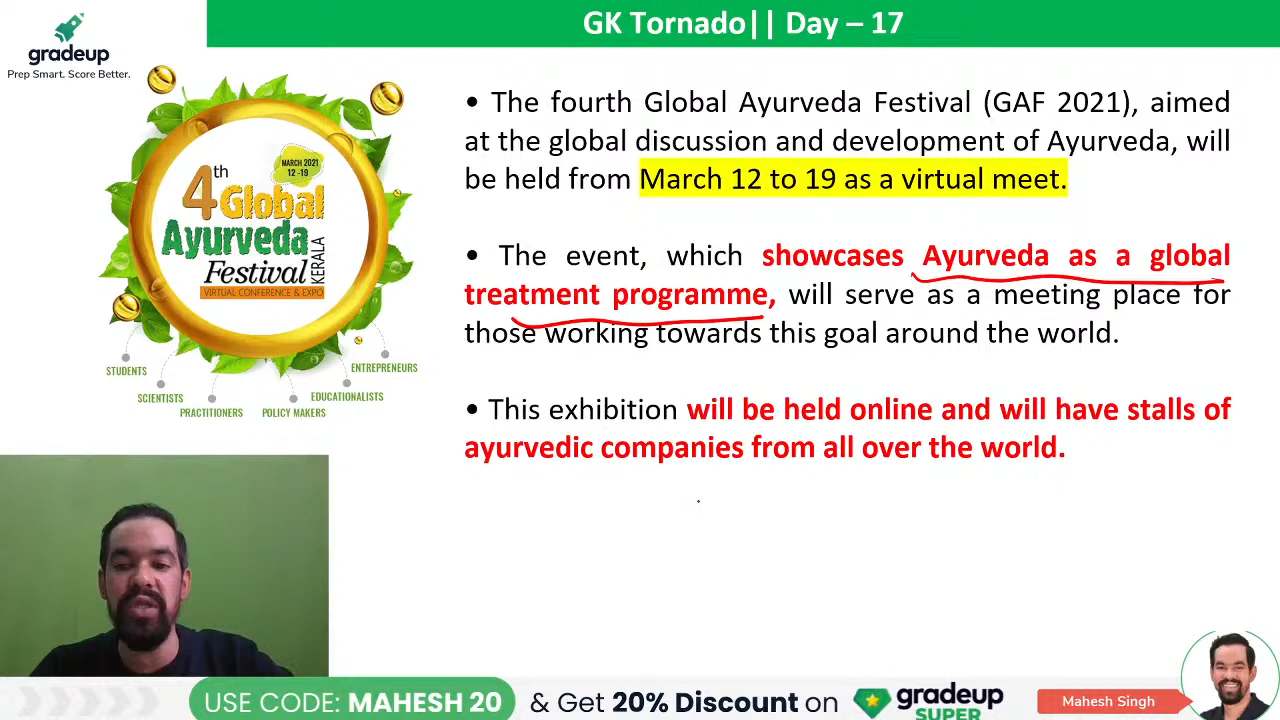 gradeup
Prep Smart. Score Better.
GK Tornado|| Day – 17
MARCH 2021
12 -19
4th Global
Ayurveda
Festival
KERALA
VIRTUAL CONFERENCE & EXPO
STUDENTS
SCIENTISTS
PRACTITIONERS
POLICY MAKERS
EDUCATIONALISTS
ENTREPRENEURS
• The fourth Global Ayurveda Festival (GAF 2021), aimed
at the global discussion and development of Ayurveda, will
be held from March 12 to 19 as a virtual meet.
• The event, which showcases Ayurveda as a global
treatment programme, will serve as a meeting place for
those working towards this goal around the world.
• This exhibition will be held online and will have stalls of
ayurvedic companies from all over the world.
USE CODE: MAHESH 20 & Get 20% Discount on
gradeup
SUPER
Mahesh Singh